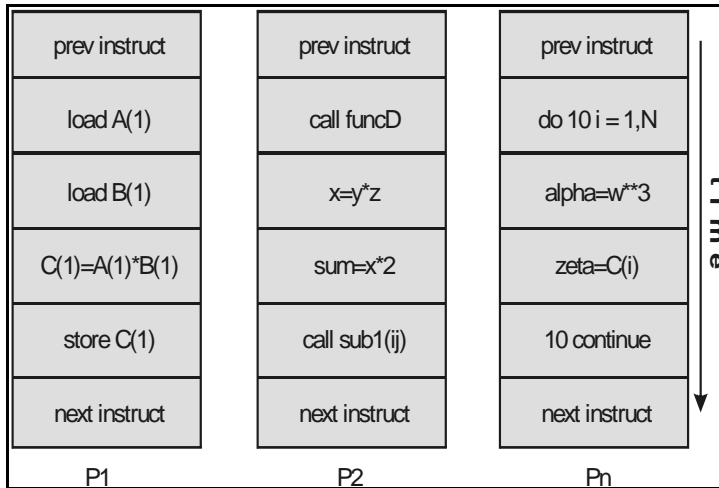 prev instruct
load A(1)
load B(1)
C(1)=A(1)*B(1)
store C(1)
next instruct
P1
prev instruct
call funcD
x=y*z
sum=x*2
call sub1(ij)
next instruct
P2
prev instruct
do 10 i = 1,N
alpha=w**3
zeta=C(i)
10 continue
next instruct
Pn
time